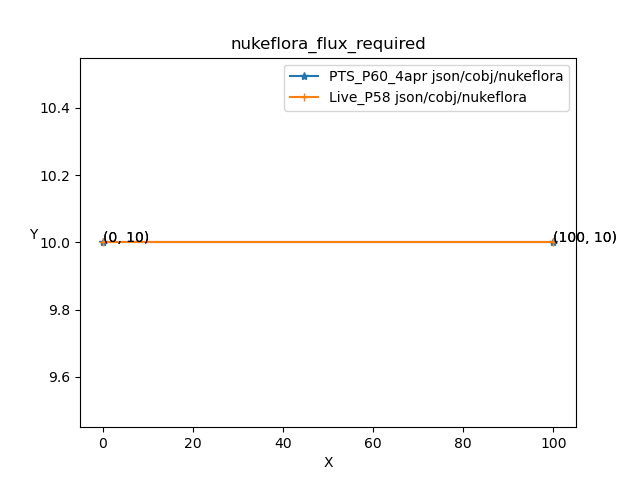 nukeflora_flux_required
PTS_P60_4apr json/cobj/nukeflora
Live_P58 json/cobj/nukeflora
10.4
10.2
10.0
9.8
9.6
Y
(0, 10)
(100, 10)
0
20
40
60
80
100
X